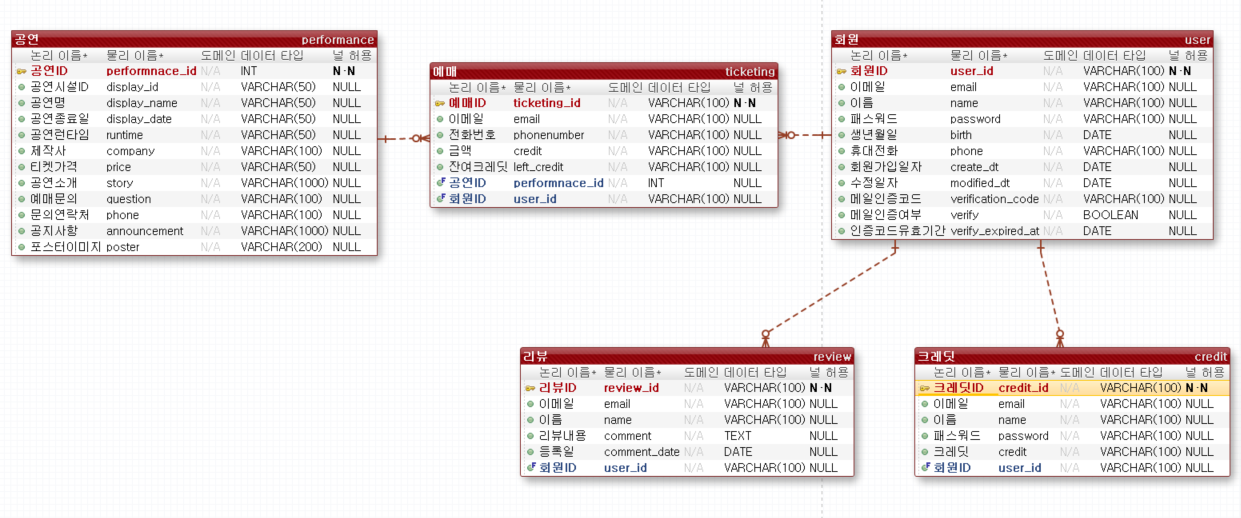 공연 performance
논리 이름* 물리 이름* 도메인 데이터 타입 널 허용
공연ID performnace_id N/A INT N·N
공연시설ID display_id N/A VARCHAR(50) NULL
공연명 display_name N/A VARCHAR(50) NULL
공연종료일 display_date N/A VARCHAR(50) NULL
공연런타임 runtime N/A VARCHAR(50) NULL
제작사 company N/A VARCHAR(100) NULL
티켓가격 price N/A VARCHAR(50) NULL
공연소개 story N/A VARCHAR(1000) NULL
예매문의 question N/A VARCHAR(100) NULL
문의연락처 phone N/A VARCHAR(100) NULL
공지사항 announcement N/A VARCHAR(1000) NULL
포스터이미지 poster N/A VARCHAR(200) NULL
예매 ticketing
논리 이름* 물리 이름* 도메인 데이터 타입 널 허용
예매ID ticketing_id N/A VARCHAR(100) N·N
이메일 email N/A VARCHAR(100) NULL
전화번호 phonenumber N/A VARCHAR(100) NULL
금액 credit N/A VARCHAR(100) NULL
잔여크레딧 left_credit N/A VARCHAR(100) NULL
공연ID performnace_id N/A INT NULL
회원ID user_id N/A VARCHAR(100) NULL
회원 user
논리 이름* 물리 이름* 도메인 데이터 타입 널 허용
회원ID user_id N/A VARCHAR(100) N·N
이메일 email N/A VARCHAR(100) NULL
이름 name N/A VARCHAR(100) NULL
패스워드 password N/A VARCHAR(100) NULL
생년월일 birth N/A DATE NULL
휴대전화 phone N/A VARCHAR(100) NULL
회원가입일자 create_dt N/A DATE NULL
수정일자 modified_dt N/A DATE NULL
메일인증코드 verification_code N/A VARCHAR(100) NULL
메일인증여부 verify N/A BOOLEAN NULL
인증코드유효기간 verify_expired_at N/A DATE NULL
리뷰 review
논리 이름* 물리 이름* 도메인 데이터 타입 널 허용
리뷰ID review_id N/A VARCHAR(100) N·N
이메일 email N/A VARCHAR(100) NULL
이름 name N/A VARCHAR(100) NULL
리뷰내용 comment N/A TEXT NULL
등록일 comment_date N/A DATE NULL
회원ID user_id N/A VARCHAR(100) NULL
크레딧 credit
논리 이름* 물리 이름* 도메인 데이터 타입 널 허용
크레딧ID credit_id N/A VARCHAR(100) N·N
이메일 email N/A VARCHAR(100) NULL
이름 name N/A VARCHAR(100) NULL
패스워드 password N/A VARCHAR(100) NULL
크레딧 credit N/A VARCHAR(100) NULL
회원ID user_id N/A VARCHAR(100) NULL